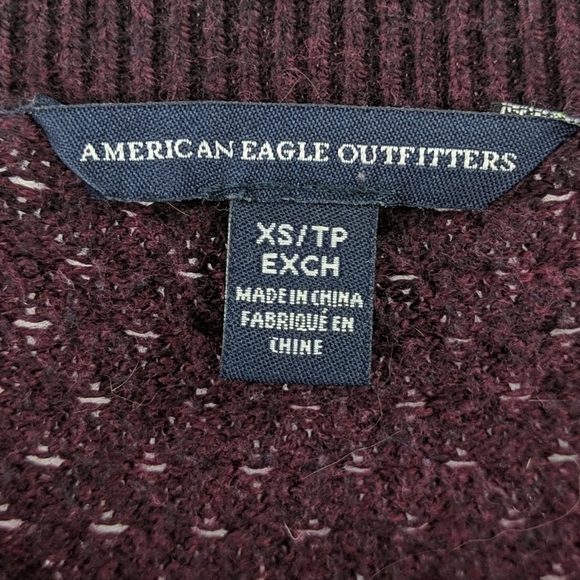 AMERICAN EAGLE OUTFITTERS
XS/TP
EXCH
MADE IN CHINA
FABRIQUÉ EN
CHINE